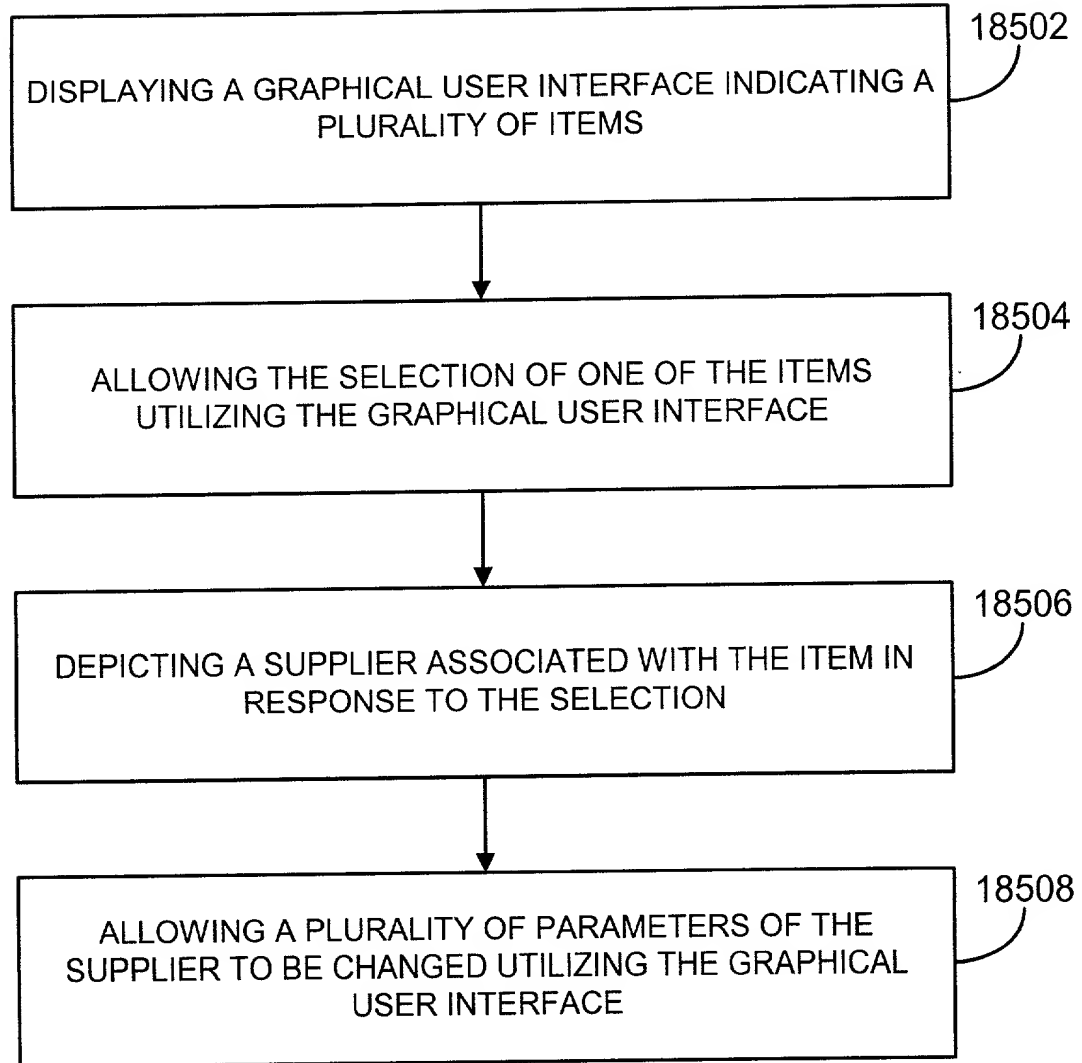 18502
DISPLAYING A GRAPHICAL USER INTERFACE INDICATING A
PLURALITY OF ITEMS
18504
ALLOWING THE SELECTION OF ONE OF THE ITEMS
UTILIZING THE GRAPHICAL USER INTERFACE
18506
DEPICTING A SUPPLIER ASSOCIATED WITH THE ITEM IN
RESPONSE TO THE SELECTION
18508
ALLOWING A PLURALITY OF PARAMETERS OF THE
SUPPLIER TO BE CHANGED UTILIZING THE GRAPHICAL
USER INTERFACE